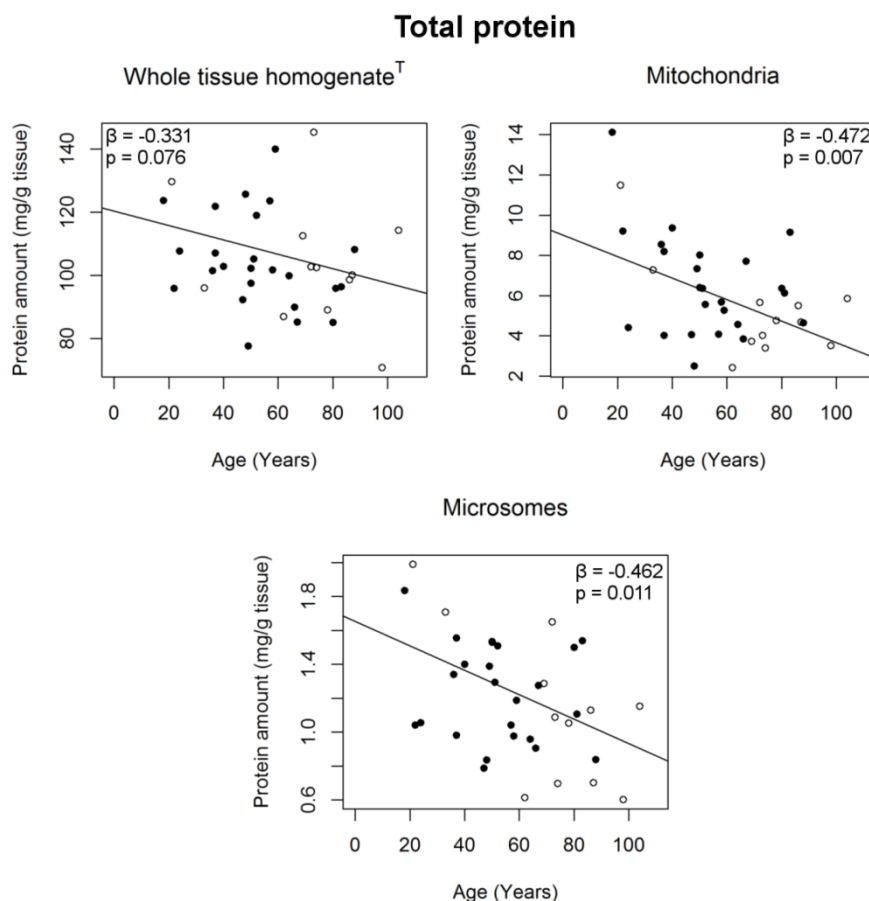 Total protein
Whole tissue homogenateᵀ
β = -0.331
p = 0.076
Protein amount (mg/g tissue)
140
120
100
80
0 20 40 60 80 100
Age (Years)
Mitochondria
β = -0.472
p = 0.007
Protein amount (mg/g tissue)
14
12
10
8
6
4
2
0 20 40 60 80 100
Age (Years)
Microsomes
β = -0.462
p = 0.011
Protein amount (mg/g tissue)
1.8
1.4
1.0
0.6
0 20 40 60 80 100
Age (Years)